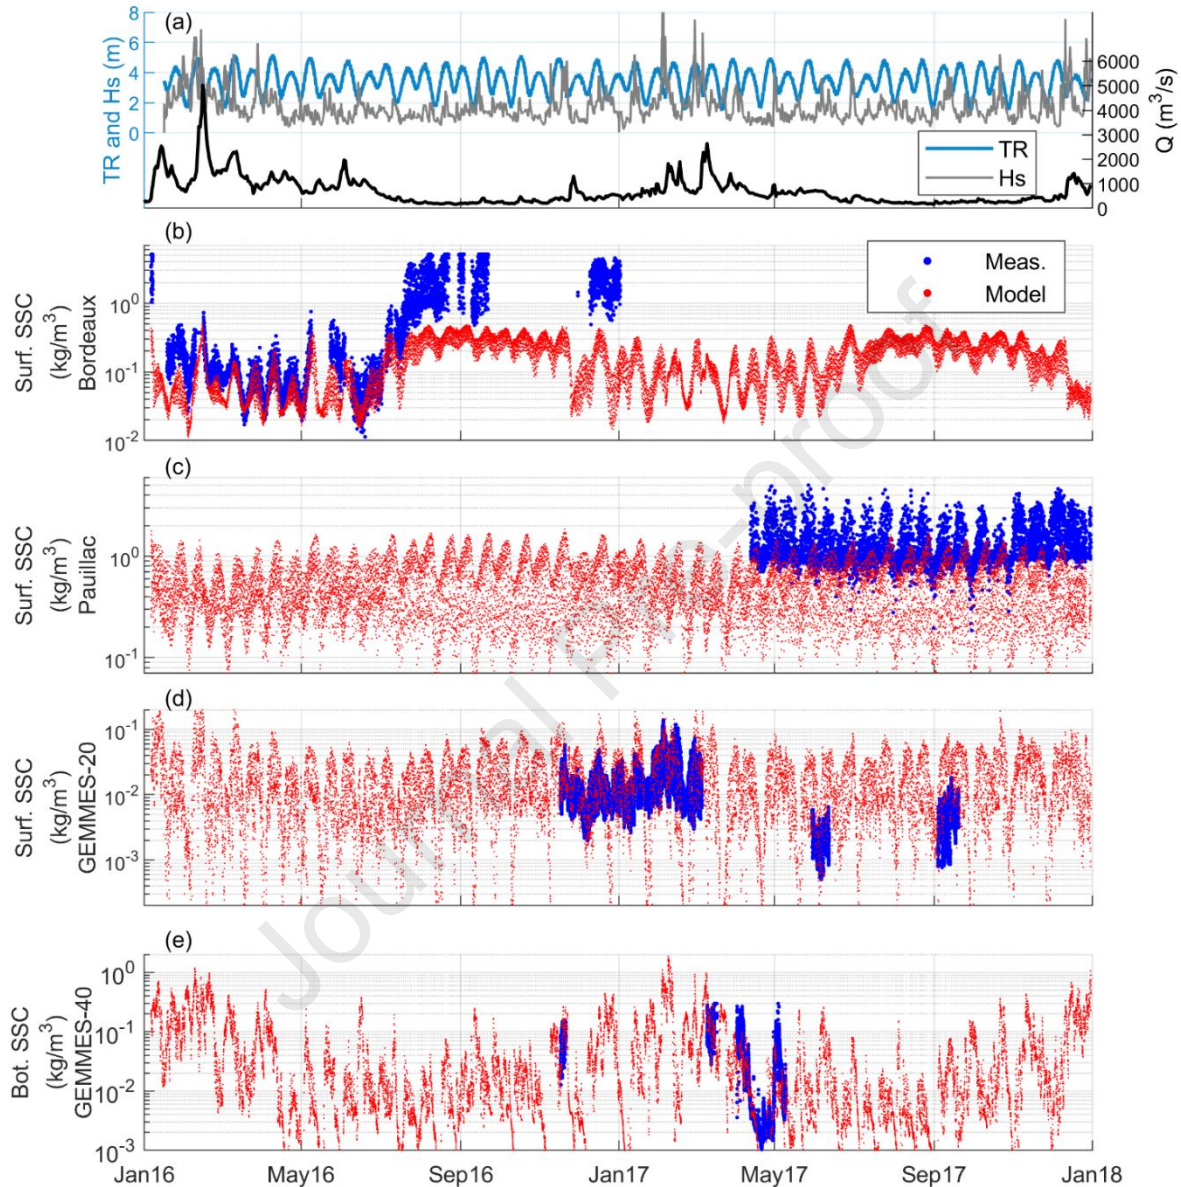 (a)
8
6
4
2
0
TR and Hs (m)
6000
5000
4000
3000
2000
1000
0
Q (m³/s)
TR
Hs
(b)
10⁰
10⁻¹
10⁻²
Surf. SSC
(kg/m³)
Bordeaux
Meas.
Model
(c)
10⁰
10⁻¹
Surf. SSC
(kg/m³)
Pauillac
(d)
10⁻¹
10⁻²
10⁻³
Surf. SSC
(kg/m³)
GEMMES-20
(e)
10⁰
10⁻¹
10⁻²
10⁻³
Bot. SSC
(kg/m³)
GEMMES-40
Jan16 May16 Sep16 Jan17 May17 Sep17 Jan18
Journal Pre-proof